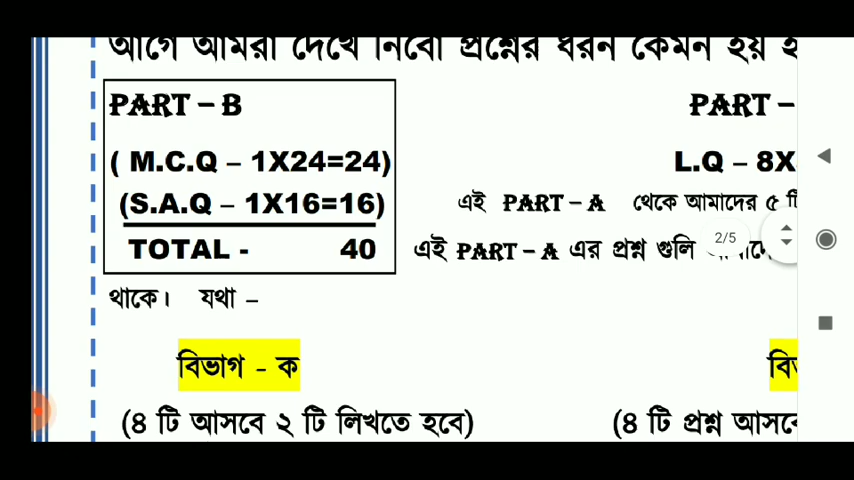 আগে আমরা দেখে নিবো প্রশ্নের ধরন কেমন হয়
PART – B
( M.C.Q – 1X24=24)
(S.A.Q – 1X16=16)
TOTAL - 40
PART –
L.Q – 8X
এই PART – A থেকে আমাদের ৫ টি
এই PART – A এর প্রশ্ন গুলি
2/5
থাকে। যথা –
বিভাগ - ক
(৪ টি আসবে ২ টি লিখতে হবে)
(৪ টি প্রশ্ন আসবে